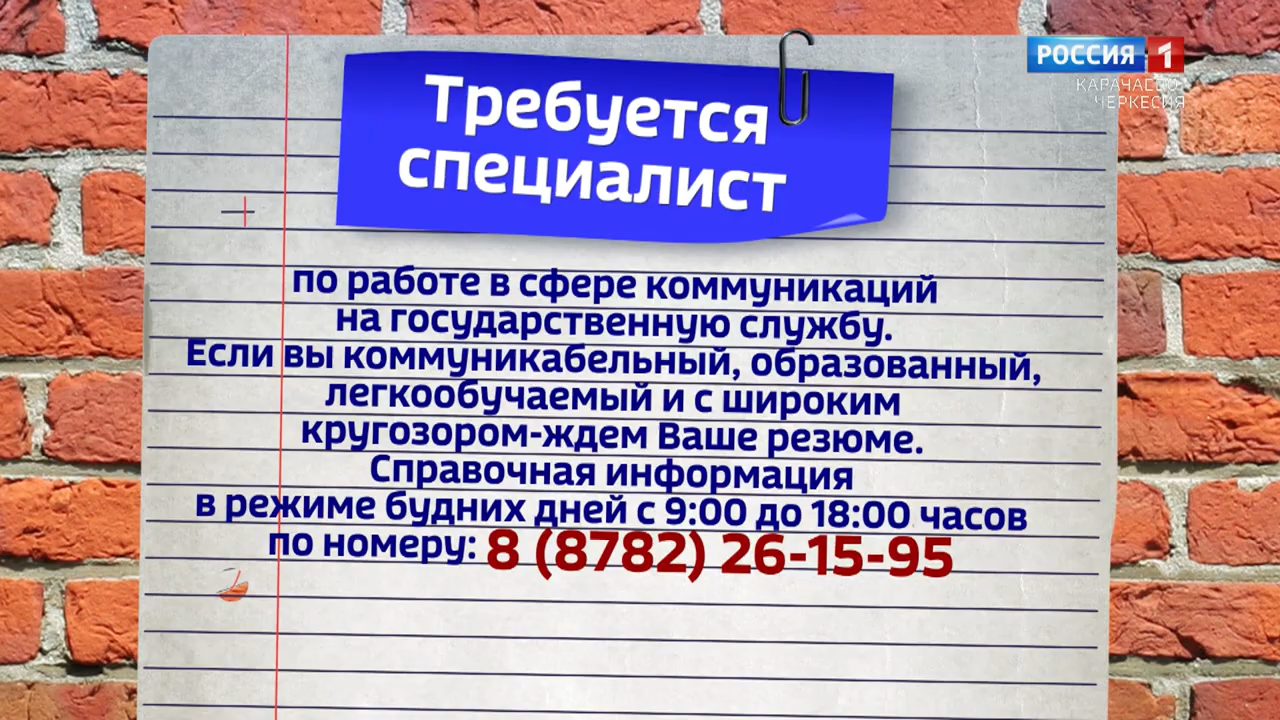 РОССИЯ 1
КАРАЧАЕВО-
ЧЕРКЕСИЯ
Требуется
специалист
по работе в сфере коммуникаций
на государственную службу.
Если вы коммуникабельный, образованный,
легкообучаемый и с широким
кругозором-ждем Ваше резюме.
Справочная информация
в режиме будних дней с 9:00 до 18:00 часов
по номеру: 8 (8782) 26-15-95